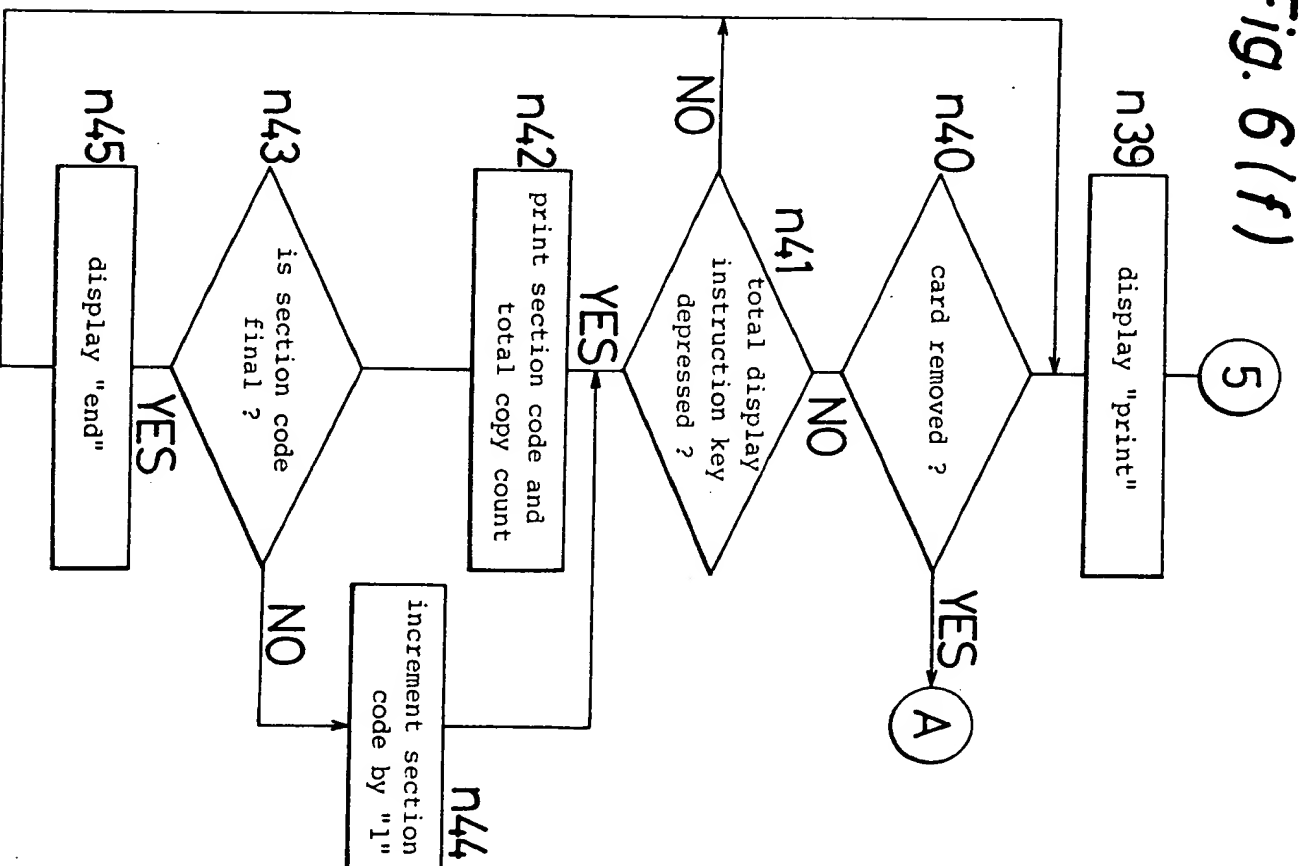 Fig. 6(f)
5
n39
display "print"
n40
card removed ?
YES
A
NO
n41
total display
instruction key
depressed ?
NO
YES
n42
print section code and
total copy count
n43
is section code
final ?
NO
n44
increment section
code by "1"
YES
n45
display "end"